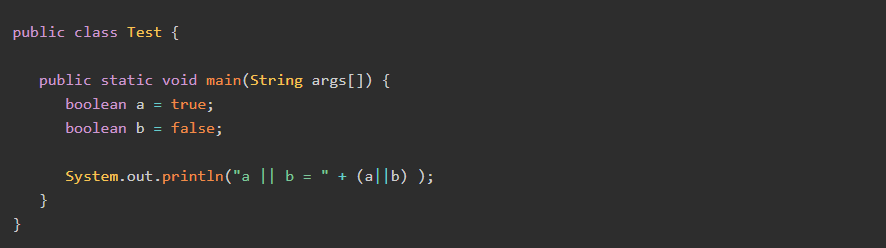 public class Test {
public static void main(String args[]) {
boolean a = true;
boolean b = false;
System.out.println("a || b = " + (a||b) );
}
}